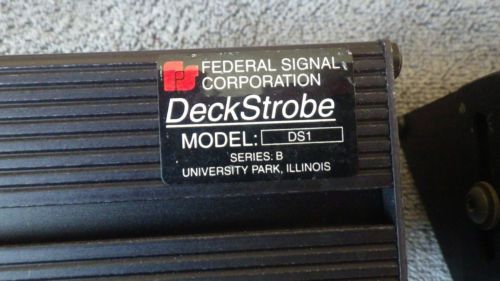 FEDERAL SIGNAL
CORPORATION
DeckStrobe
MODEL: DS1
SERIES: B
UNIVERSITY PARK, ILLINOIS